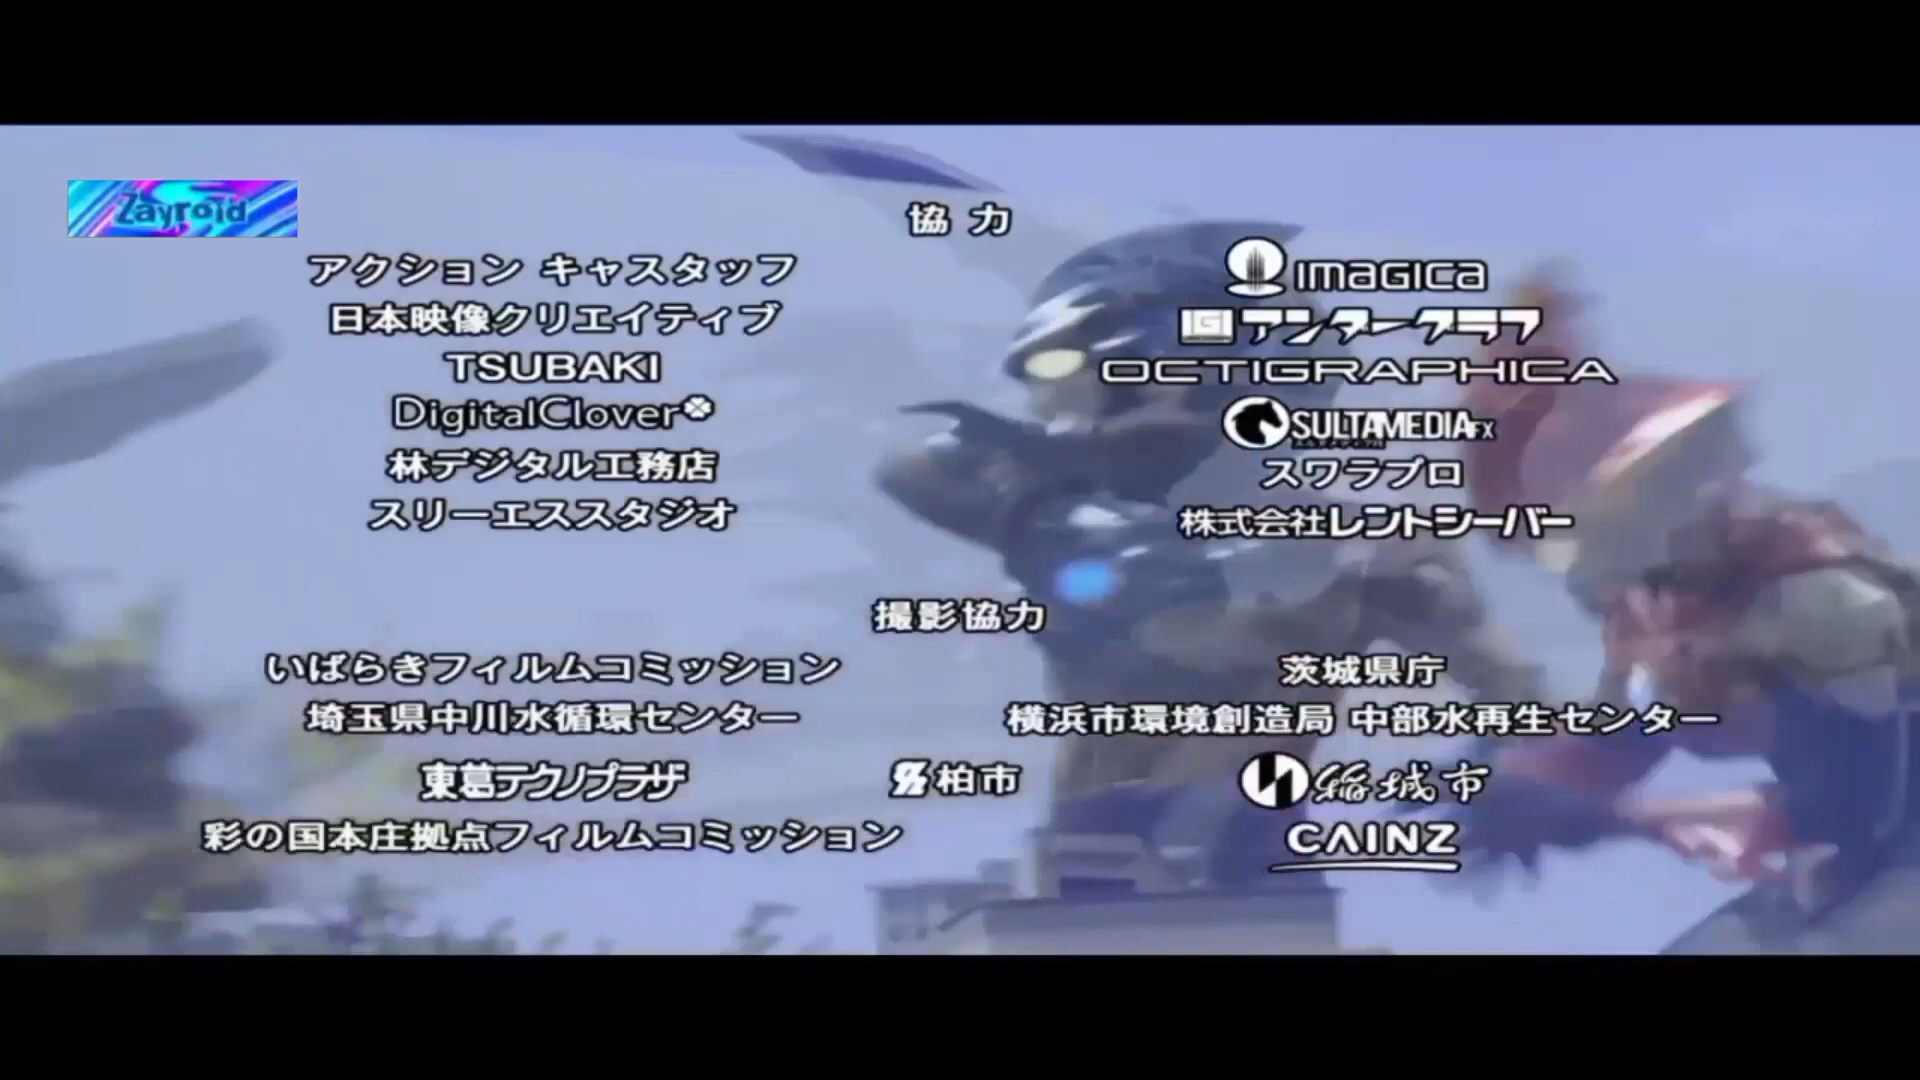 Zayroid
協 力
アクション キャスタッフ
IMAGICA
日本映像クリエイティブ
IGI アンターグラフ
TSUBAKI
OCTIGRAPHICA
DigitalClover
SULTAMEDIA FX
林デジタル工務店
スワラプロ
スリーエススタジオ
株式会社レントシーバー
撮影協力
いばらきフィルムコミッション
茨城県庁
埼玉県中川水循環センター
横浜市環境創造局 中部水再生センター
東葛テクノプラザ
柏市
稲城市
彩の国本庄拠点フィルムコミッション
CAINZ